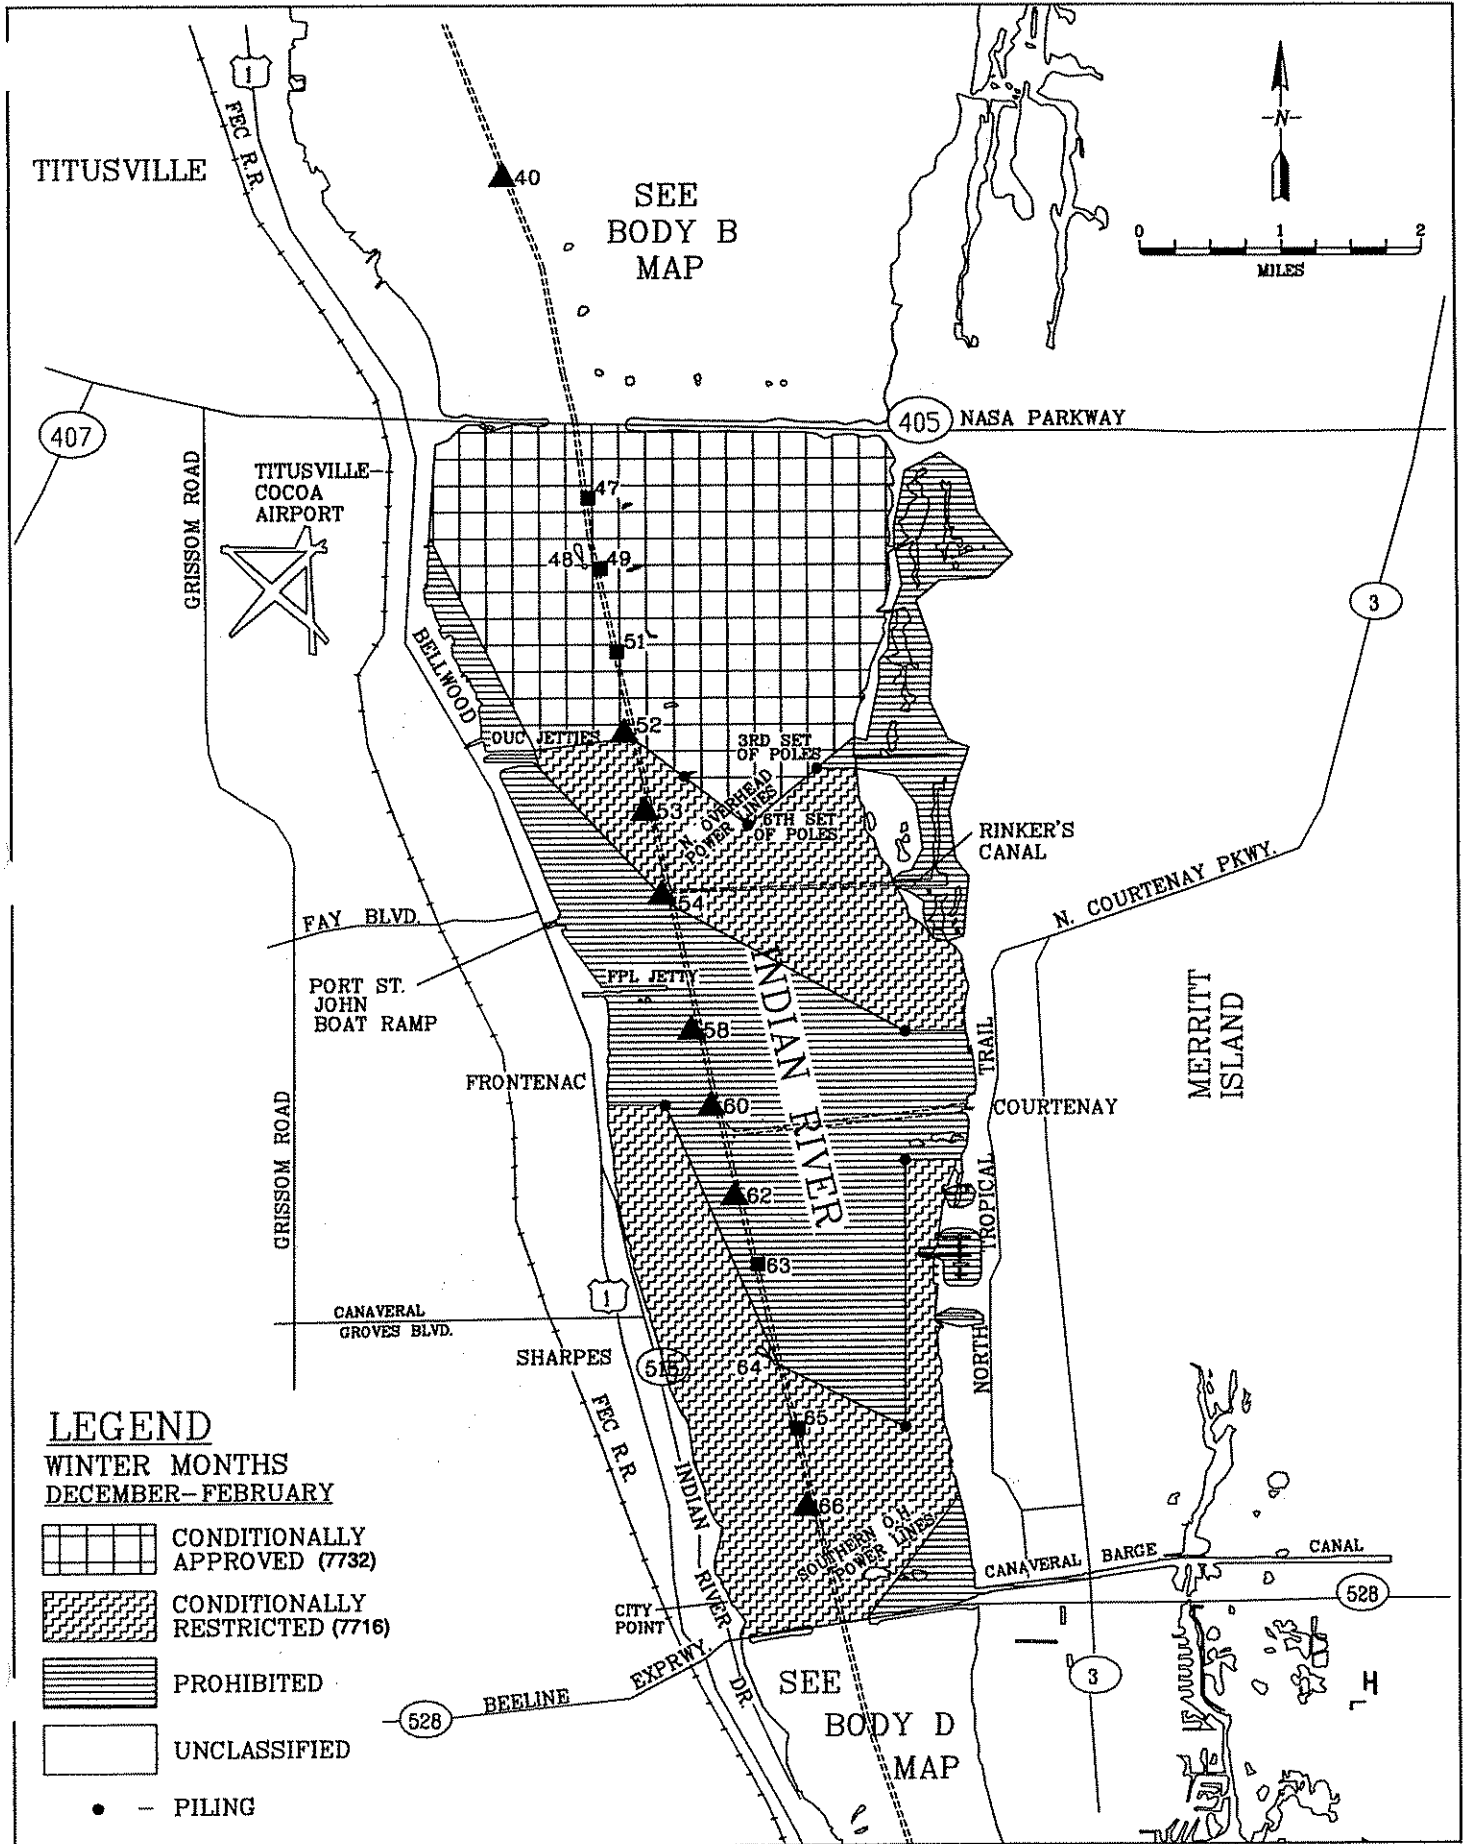 1
FEC R.R.
TITUSVILLE
40
SEE
BODY B
MAP
-N-
0 1 2
MILES
407
405
NASA PARKWAY
GRISSOM ROAD
TITUSVILLE
COCOA
AIRPORT
47
48
49
3
51
BELLWOOD
52
OUC JETTIES
3RD SET
OF POLES
53
N. OVERHEAD
POWER LINES
6TH SET
OF POLES
RINKER'S
CANAL
54
N. COURTENAY PKWY.
FAY BLVD.
PORT ST.
JOHN
BOAT RAMP
FPL JETTY
INDIAN RIVER
58
MERRITT
ISLAND
FRONTENAC
60
COURTENAY
GRISSOM ROAD
62
NORTH TROPICAL TRAIL
63
1
CANAVERAL
GROVES BLVD.
SHARPES
515
64
65
FEC R.R.
INDIAN RIVER DR.
66
SOUTHERN O.H.
POWER LINES
CANAVERAL BARGE CANAL
528
CITY
POINT
BEELINE EXPRWY.
528
3
SEE
BODY D
MAP
H
LEGEND
WINTER MONTHS
DECEMBER-FEBRUARY
CONDITIONALLY
APPROVED (7732)
CONDITIONALLY
RESTRICTED (7716)
PROHIBITED
UNCLASSIFIED
- PILING